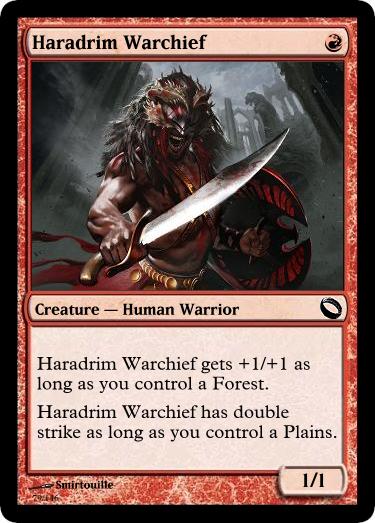 Haradrim Warchief
Creature — Human Warrior
Haradrim Warchief gets +1/+1 as
long as you control a Forest.
Haradrim Warchief has double
strike as long as you control a Plains.
1/1
Smirtouille